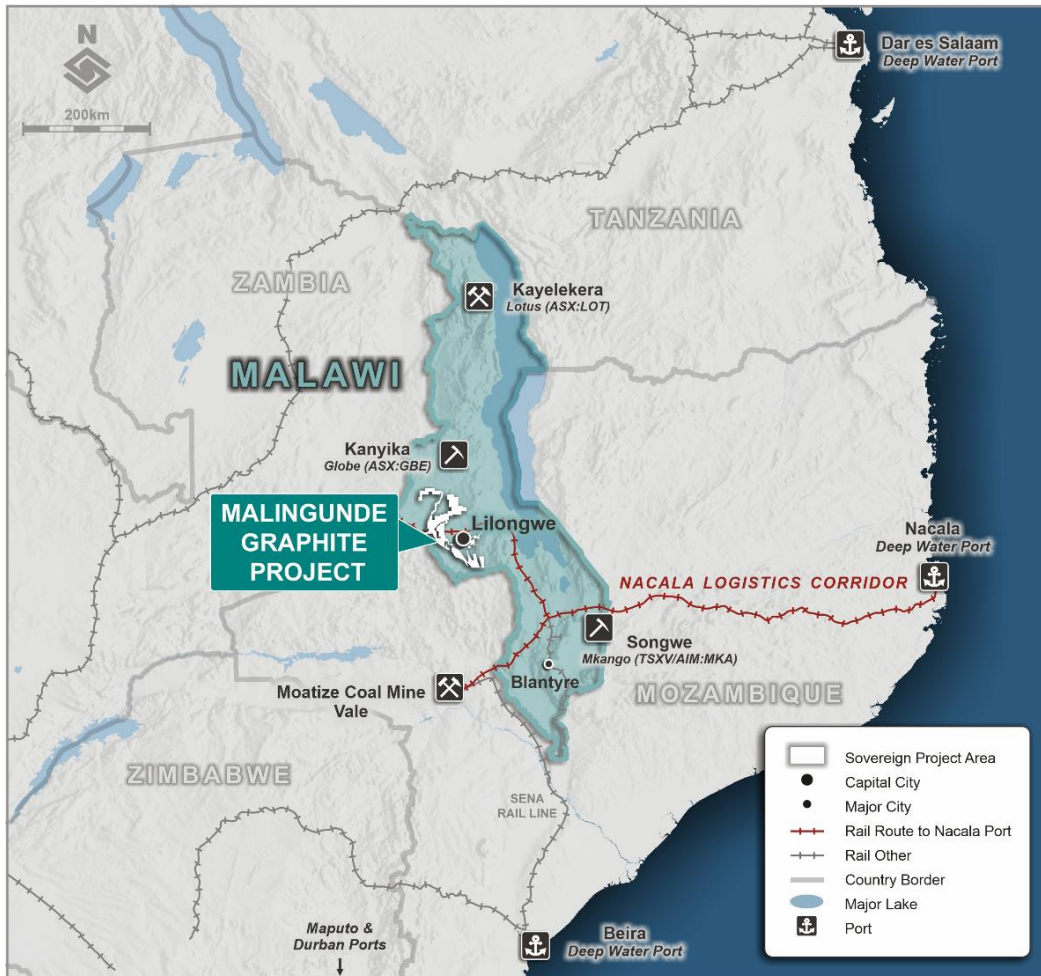 N
200km
Dar es Salaam
Deep Water Port
TANZANIA
ZAMBIA
Kayelekera
Lotus (ASX:LOT)
MALAWI
Kanyika
Globe (ASX:GBE)
MALINGUNDE
GRAPHITE
PROJECT
Lilongwe
Nacala
Deep Water Port
NACALA LOGISTICS CORRIDOR
Songwe
Mkango (TSXV/AIM:MKA)
Blantyre
MOZAMBIQUE
Moatize Coal Mine
Vale
ZIMBABWE
SENA
RAIL LINE
Maputo &
Durban Ports
Beira
Deep Water Port
Sovereign Project Area
Capital City
Major City
Rail Route to Nacala Port
Rail Other
Country Border
Major Lake
Port